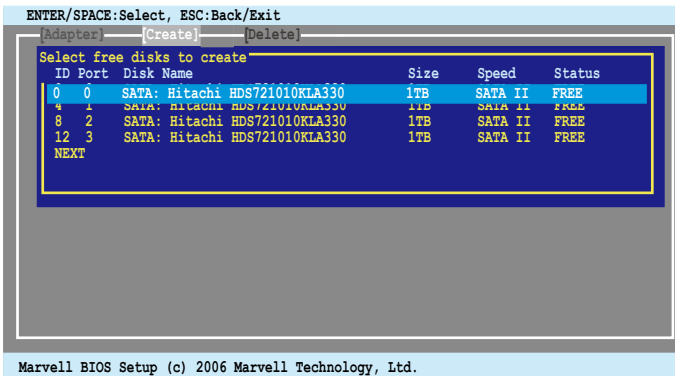 ENTER/SPACE:Select, ESC:Back/Exit
[Adapter] [Create] [Delete]
Select free disks to create
ID Port Disk Name Size Speed Status
0 0 SATA: Hitachi HDS721010KLA330 1TB SATA II FREE
4 1 SATA: Hitachi HDS721010KLA330 1TB SATA II FREE
8 2 SATA: Hitachi HDS721010KLA330 1TB SATA II FREE
12 3 SATA: Hitachi HDS721010KLA330 1TB SATA II FREE
NEXT
Marvell BIOS Setup (c) 2006 Marvell Technology, Ltd.